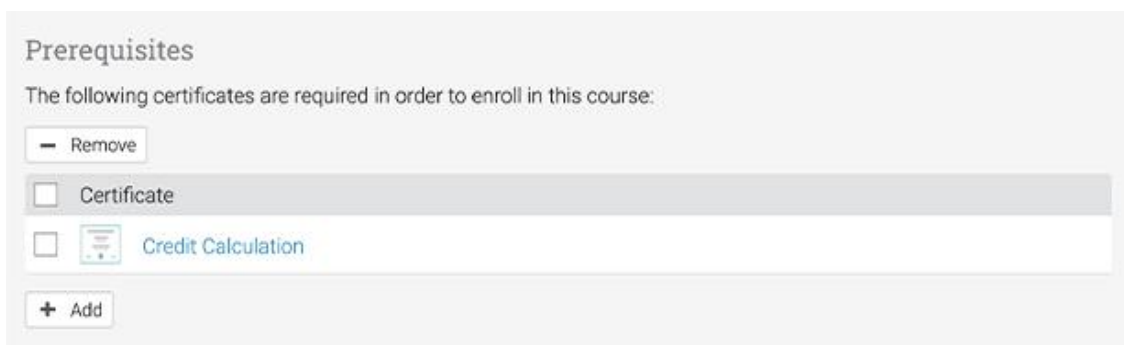 Prerequisites
The following certificates are required in order to enroll in this course:
Remove
Certificate
Credit Calculation
Add